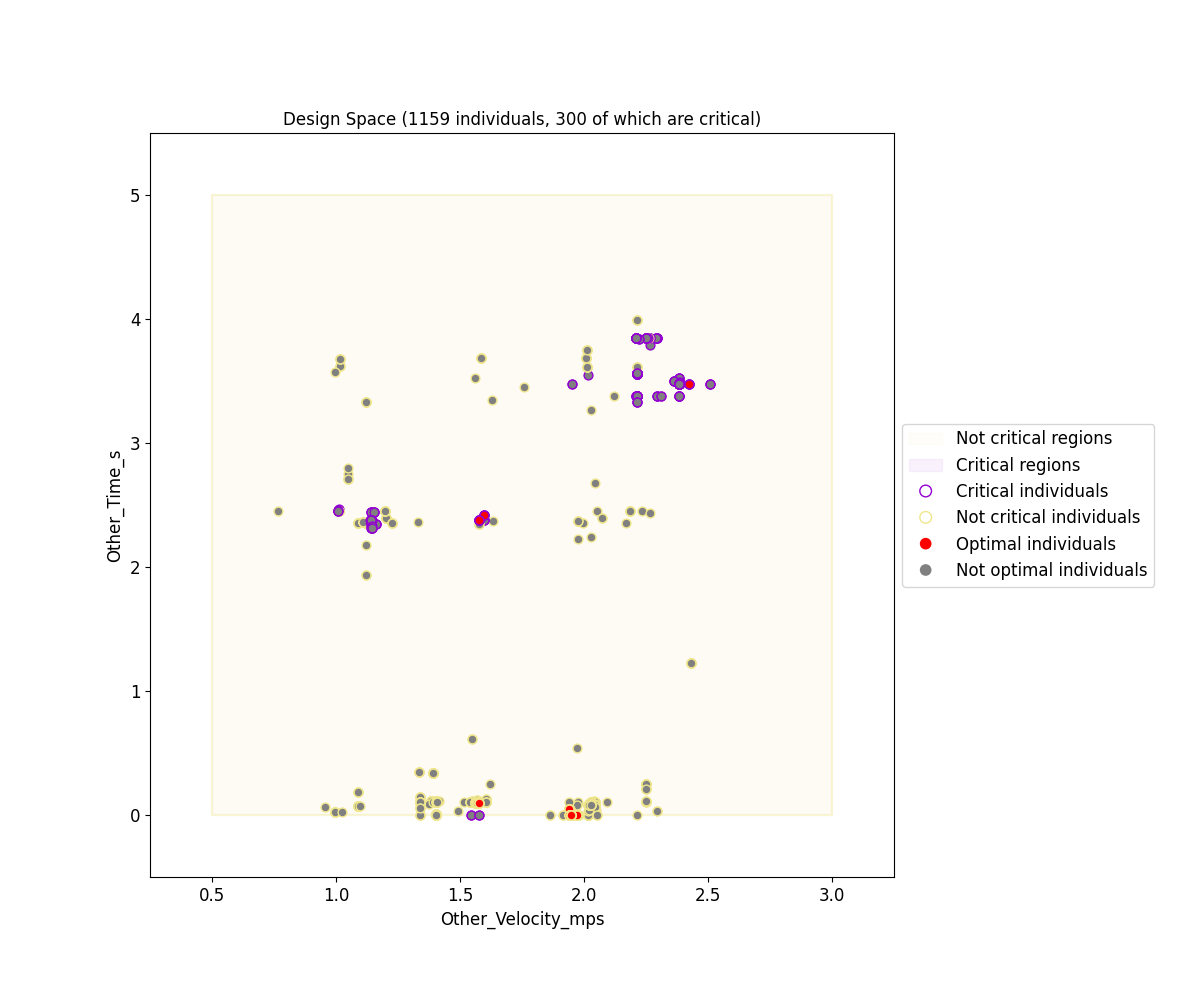 Design Space (1159 individuals, 300 of which are critical)
5
4
3
2
1
0
Other_Time_s
0.5 1.0 1.5 2.0 2.5 3.0
Other_Velocity_mps
Not critical regions
Critical regions
Critical individuals
Not critical individuals
Optimal individuals
Not optimal individuals